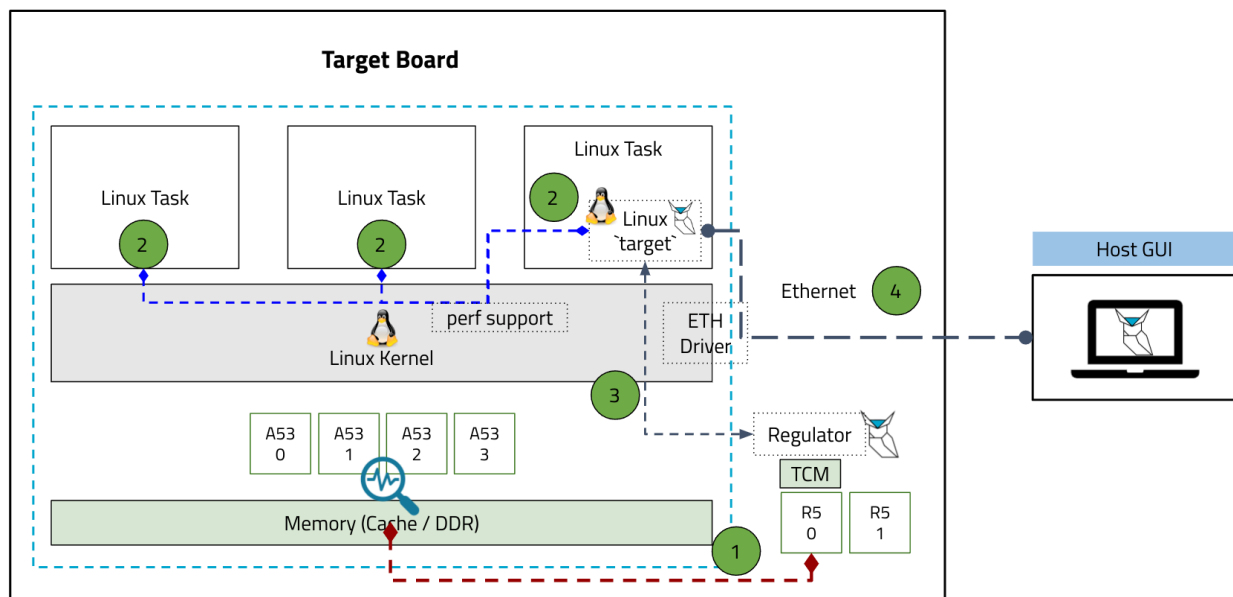 Target Board
Linux Task
Linux Task
Linux Task
2
2
2
Linux
`target`
perf support
Linux Kernel
ETH
Driver
Ethernet
4
Host GUI
3
A53
0
A53
1
A53
2
A53
3
Regulator
TCM
R5
0
R5
1
Memory (Cache / DDR)
1